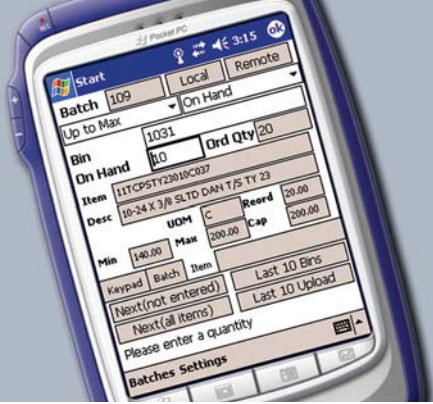 Pocket PC
Start 3:15 ok
Batch 109 Local Remote
Up to Max On Hand
Bin 1031
On Hand 10 Ord Qty 20
Item 11TCPSTY23010C037
Desc 10-24 X 3/8 SLTD DAN T/S TY 23
UOM C Reord 20.00
Min 140.00 Max 200.00 Cap 200.00
Keypad Batch Item
Next(not entered) Last 10 Bins
Next(all items) Last 10 Upload
Please enter a quantity
Batches Settings